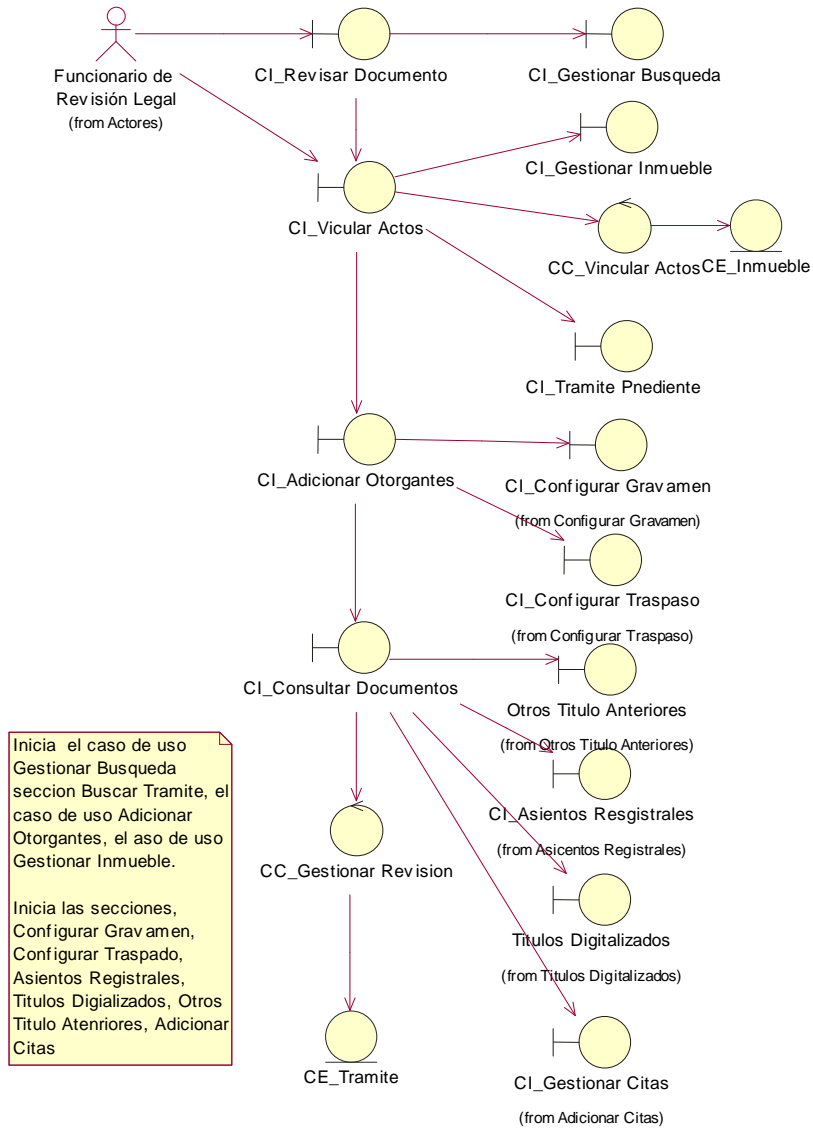 Funcionario de
Revisión Legal
(from Actores)
CI_Revisar Documento
CI_Gestionar Busqueda
CI_Gestionar Inmueble
CI_Vicular Actos
CC_Vincular Actos
CE_Inmueble
CI_Tramite Pnediente
CI_Adicionar Otorgantes
CI_Configurar Gravamen
(from Configurar Gravamen)
CI_Configurar Traspaso
(from Configurar Traspaso)
CI_Consultar Documentos
Otros Titulo Anteriores
(from Otros Titulo Anteriores)
CI_Asientos Resgistrales
(from Asicentos Registrales)
CC_Gestionar Revision
Titulos Digitalizados
(from Titulos Digitalizados)
CE_Tramite
CI_Gestionar Citas
(from Adicionar Citas)
Inicia el caso de uso
Gestionar Busqueda
seccion Buscar Tramite, el
caso de uso Adicionar
Otorgantes, el aso de uso
Gestionar Inmueble.
Inicia las secciones,
Configurar Gravamen,
Configurar Traspado,
Asientos Registrales,
Titulos Digializados, Otros
Titulo Atenriores, Adicionar
Citas